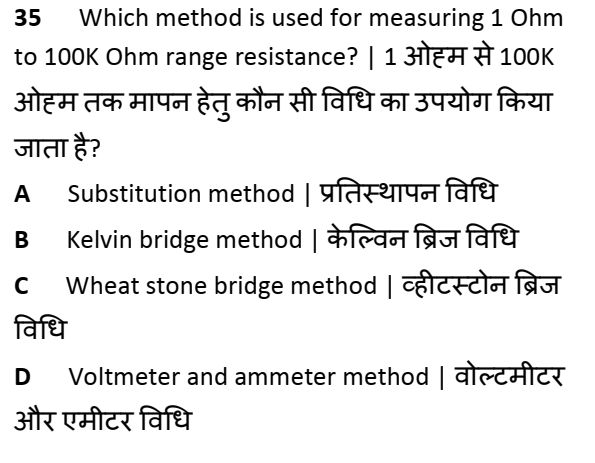 35 Which method is used for measuring 1 Ohm
to 100K Ohm range resistance? | 1 ओह्म से 100K
ओह्म तक मापन हेतु कौन सी विधि का उपयोग किया
जाता है?
A Substitution method | प्रतिस्थापन विधि
B Kelvin bridge method | केल्विन ब्रिज विधि
C Wheat stone bridge method | व्हीटस्टोन ब्रिज
विधि
D Voltmeter and ammeter method | वोल्टमीटर
और एमीटर विधि